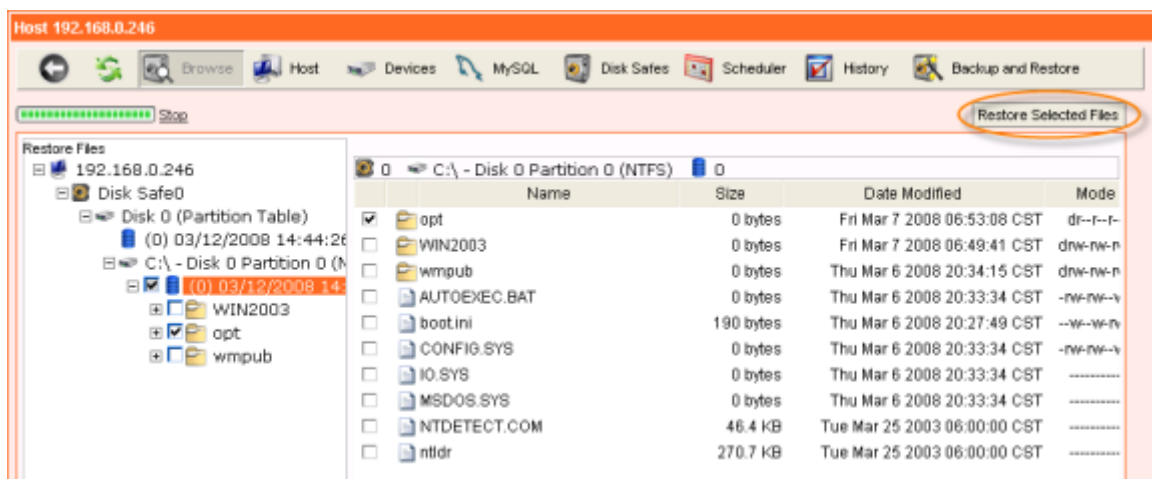 Host 192.168.0.246
Browse Host Devices MySQL Disk Safes Scheduler History Backup and Restore
Stop Restore Selected Files
Restore Files
192.168.0.246
Disk Safe0
Disk 0 (Partition Table)
(0) 03/12/2008 14:44:26
C:\ - Disk 0 Partition 0 (N
(0) 03/12/2008 14:
WIN2003
opt
wmpub
0 C:\ - Disk 0 Partition 0 (NTFS) 0
Name Size Date Modified Mode
opt 0 bytes Fri Mar 7 2008 06:53:08 CST dr--r--r-
WIN2003 0 bytes Fri Mar 7 2008 06:49:41 CST drw-rw-r
wmpub 0 bytes Thu Mar 6 2008 20:34:15 CST drw-rw-r
AUTOEXEC.BAT 0 bytes Thu Mar 6 2008 20:33:34 CST
boot.ini 190 bytes Thu Mar 6 2008 20:27:49 CST
CONFIG.SYS 0 bytes Thu Mar 6 2008 20:33:34 CST
IO.SYS 0 bytes Thu Mar 6 2008 20:33:34 CST ----------
MSDOS.SYS 0 bytes Thu Mar 6 2008 20:33:34 CST ----------
NTDETECT.COM 46.4 KB Tue Mar 25 2003 06:00:00 CST ----------
ntldr 270.7 KB Tue Mar 25 2003 06:00:00 CST ----------